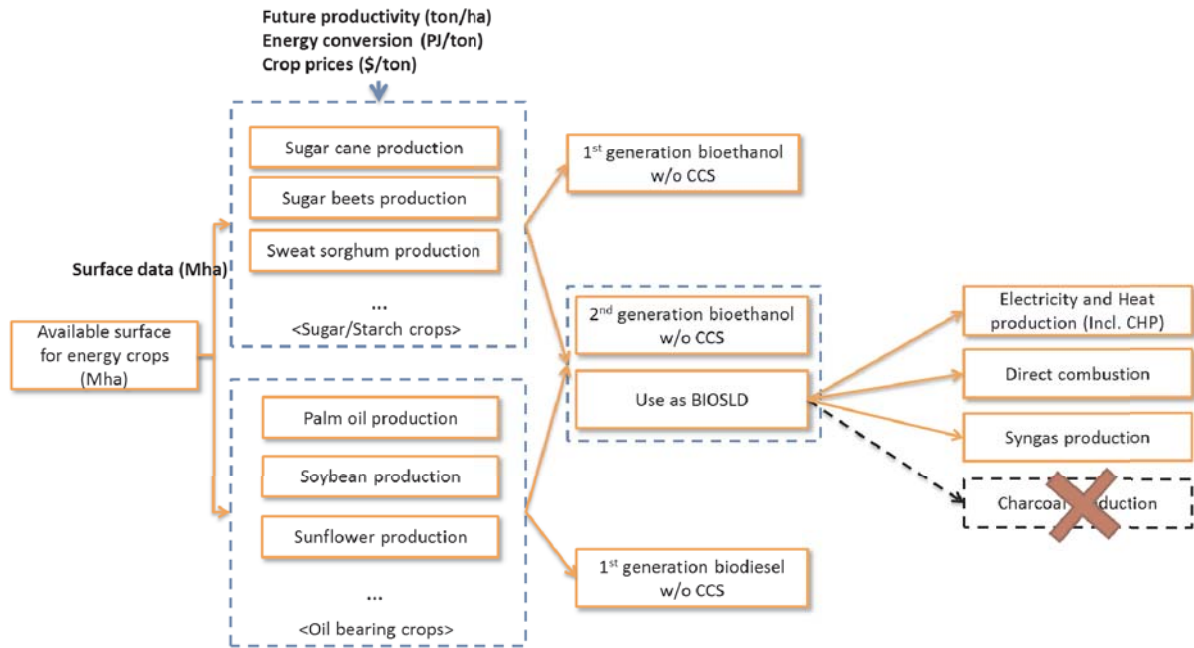 Future productivity (ton/ha)
Energy conversion (PJ/ton)
Crop prices ($/ton)
Sugar cane production
Sugar beets production
Sweat sorghum production
...
<Sugar/Starch crops>
Surface data (Mha)
Available surface
for energy crops
(Mha)
Palm oil production
Soybean production
Sunflower production
...
<Oil bearing crops>
1st generation bioethanol
w/o CCS
2nd generation bioethanol
w/o CCS
Use as BIOSLD
1st generation biodiesel
w/o CCS
Electricity and Heat
production (Incl. CHP)
Direct combustion
Syngas production
Charcoal duction